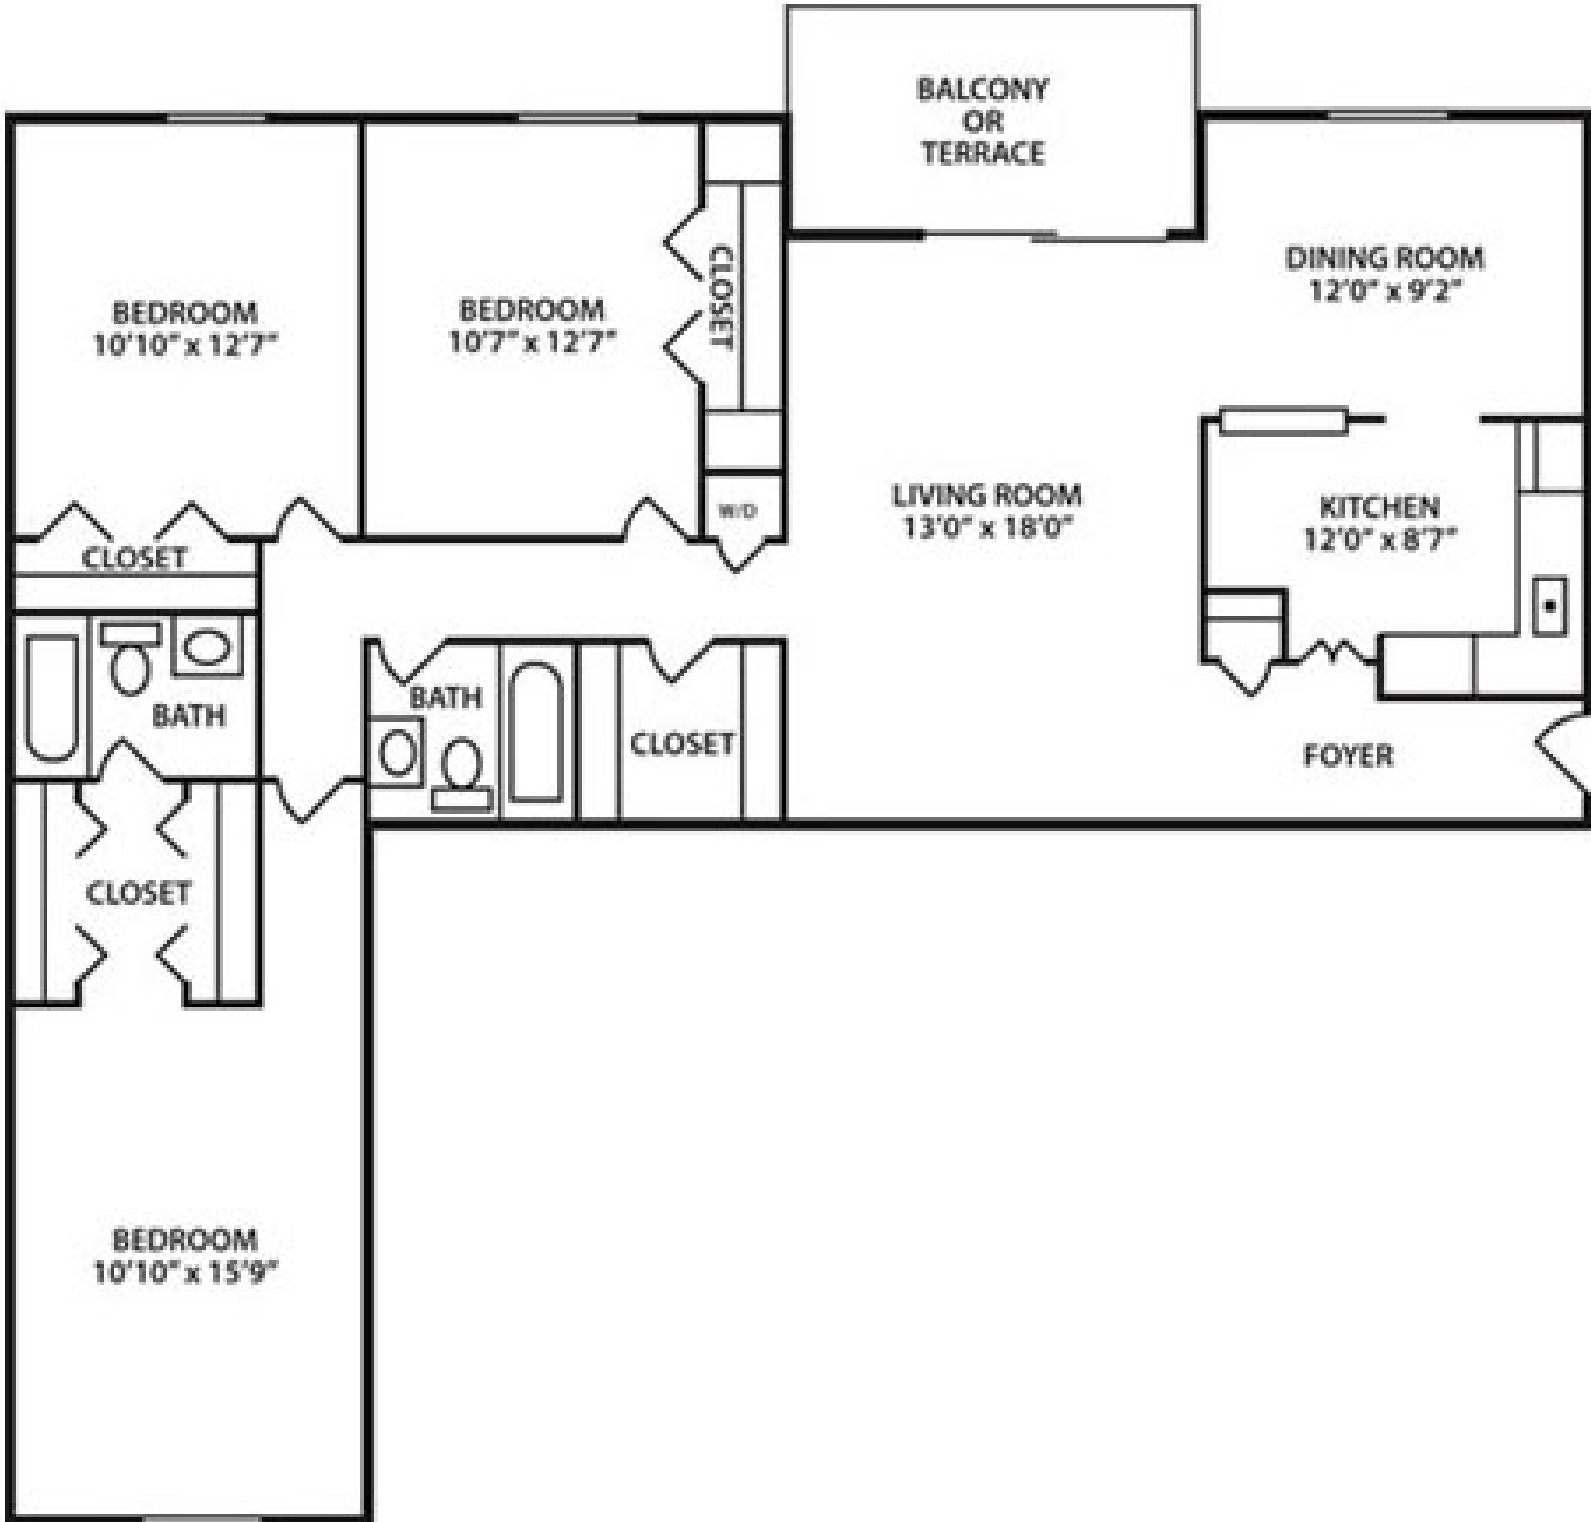 BALCONY
OR
TERRACE
BEDROOM
10'10" x 12'7"
BEDROOM
10'7" x 12'7"
CLOSET
DINING ROOM
12'0" x 9'2"
LIVING ROOM
13'0" x 18'0"
KITCHEN
12'0" x 8'7"
W/D
CLOSET
BATH
BATH
CLOSET
FOYER
CLOSET
BEDROOM
10'10" x 15'9"